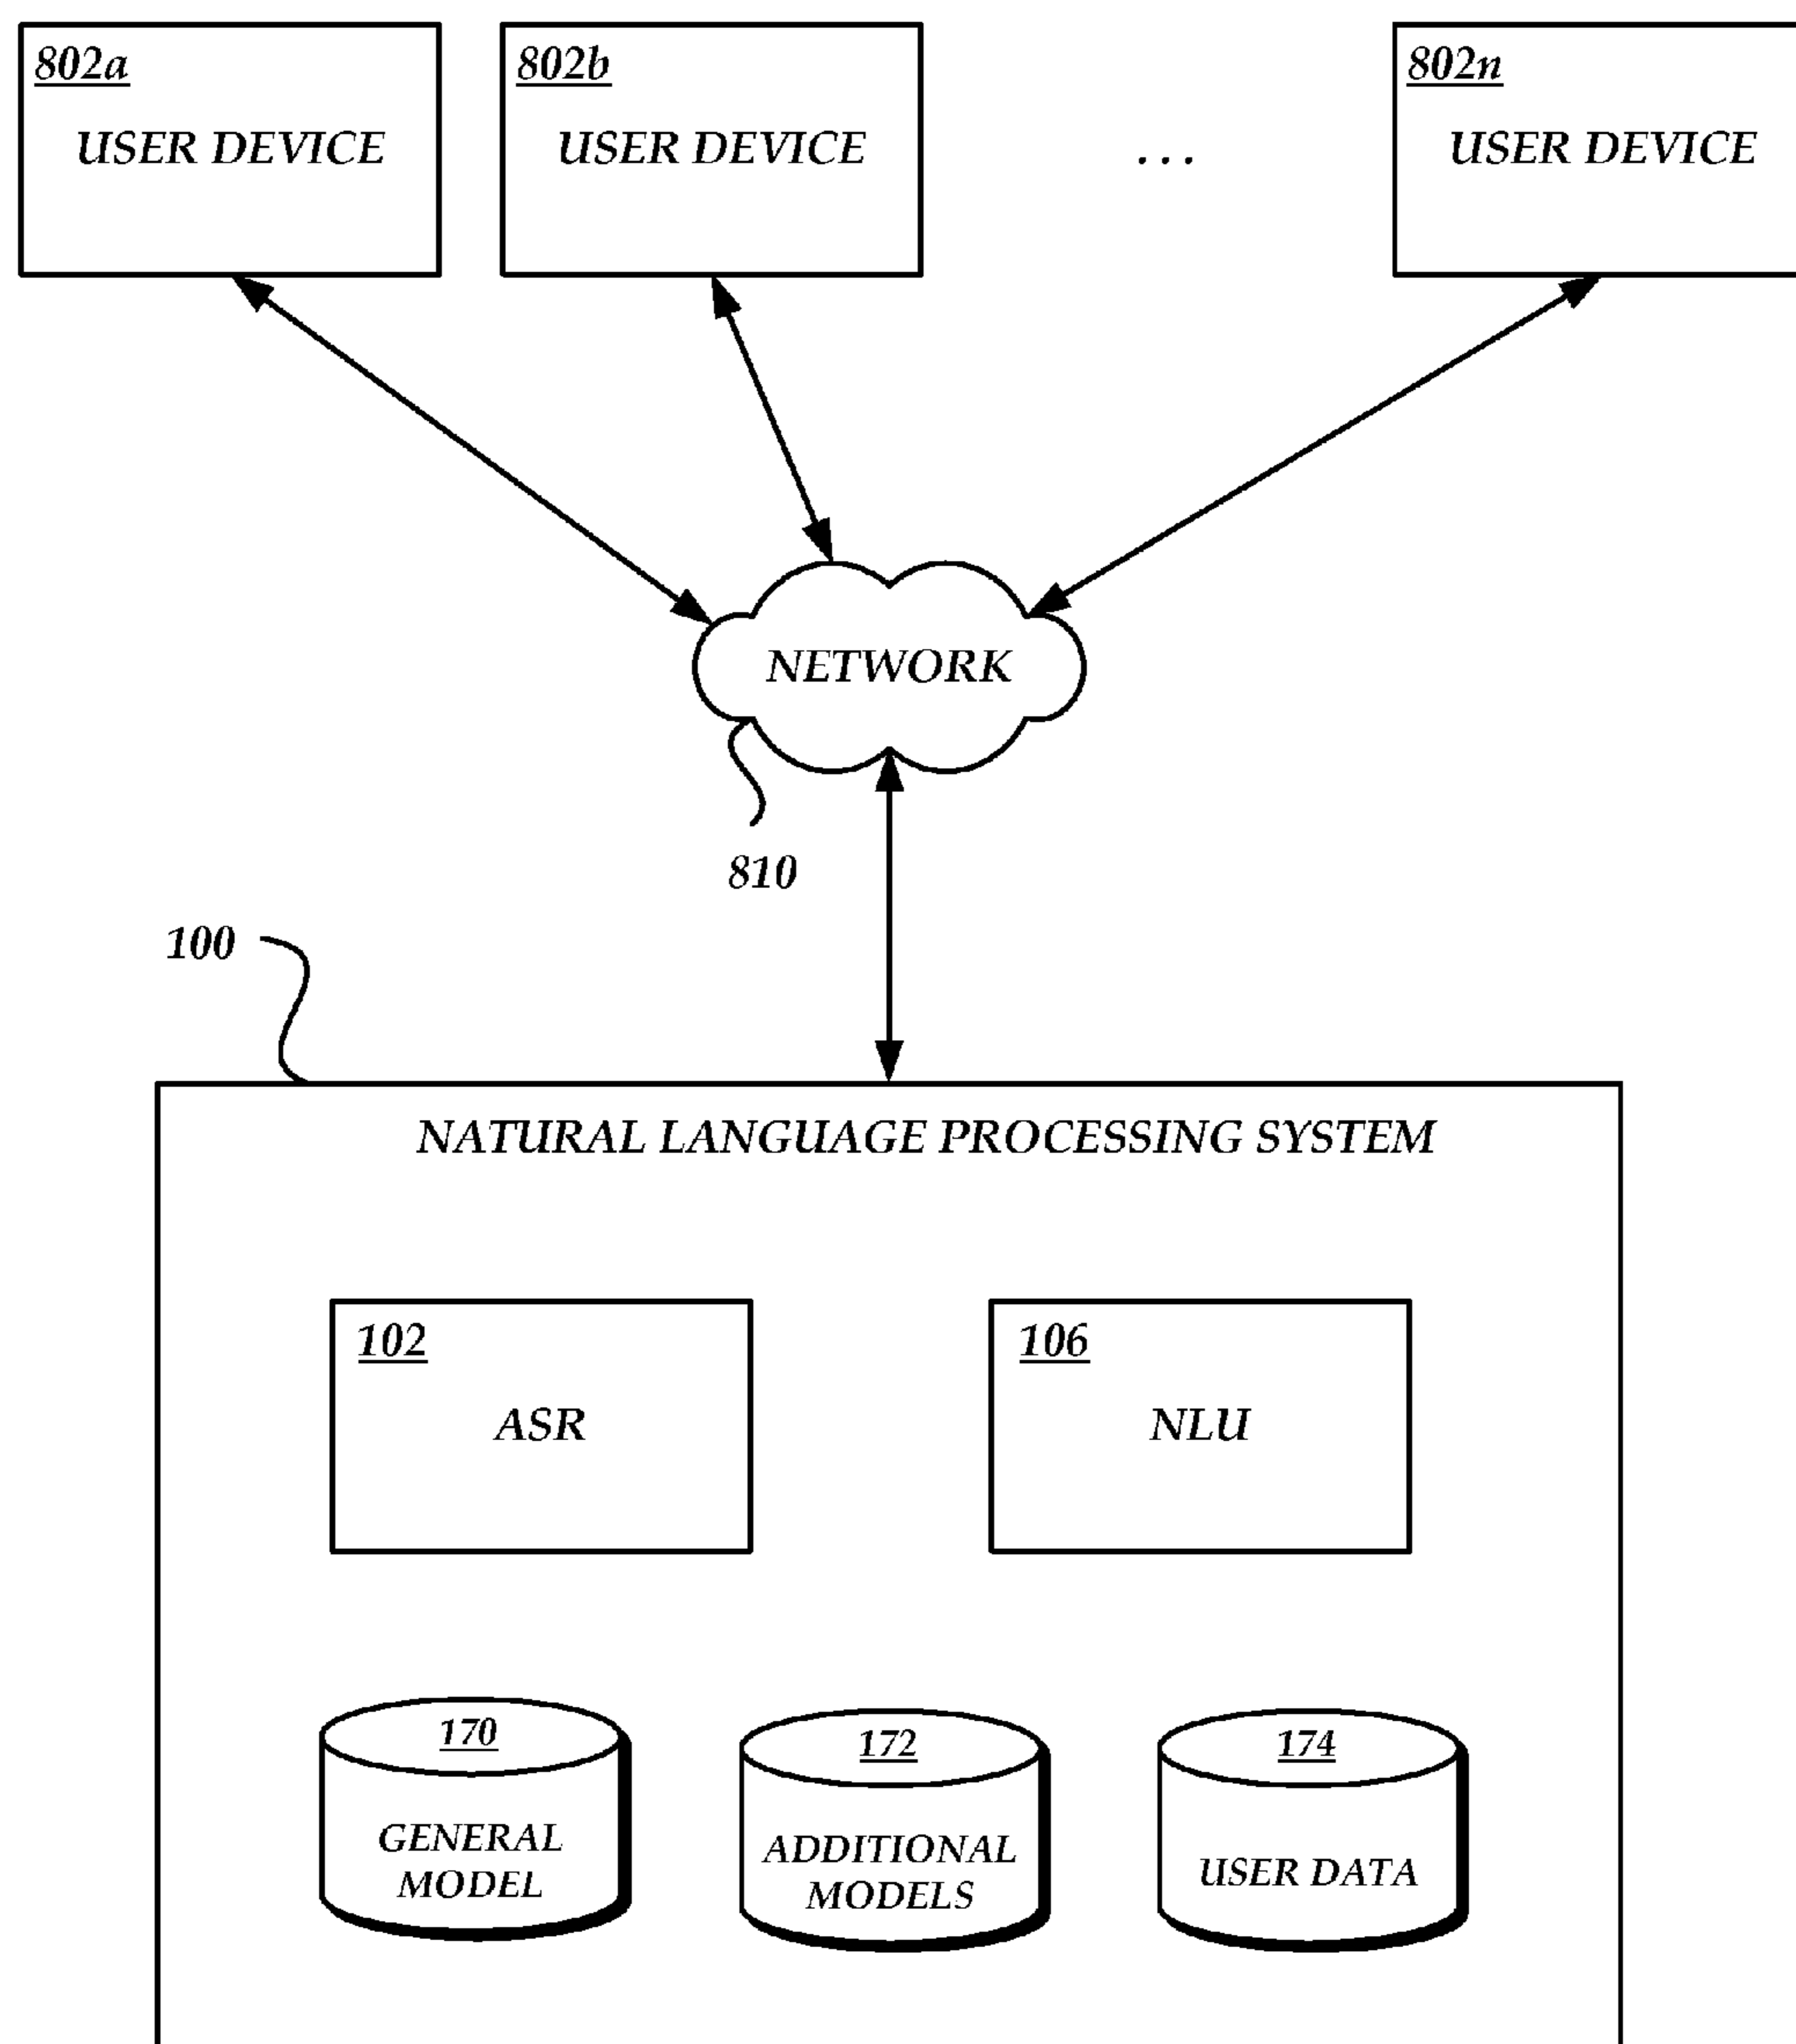 802a
USER DEVICE
802b
USER DEVICE
...
802n
USER DEVICE
NETWORK
810
100
NATURAL LANGUAGE PROCESSING SYSTEM
102
ASR
106
NLU
170
GENERAL
MODEL
172
ADDITIONAL
MODELS
174
USER DATA